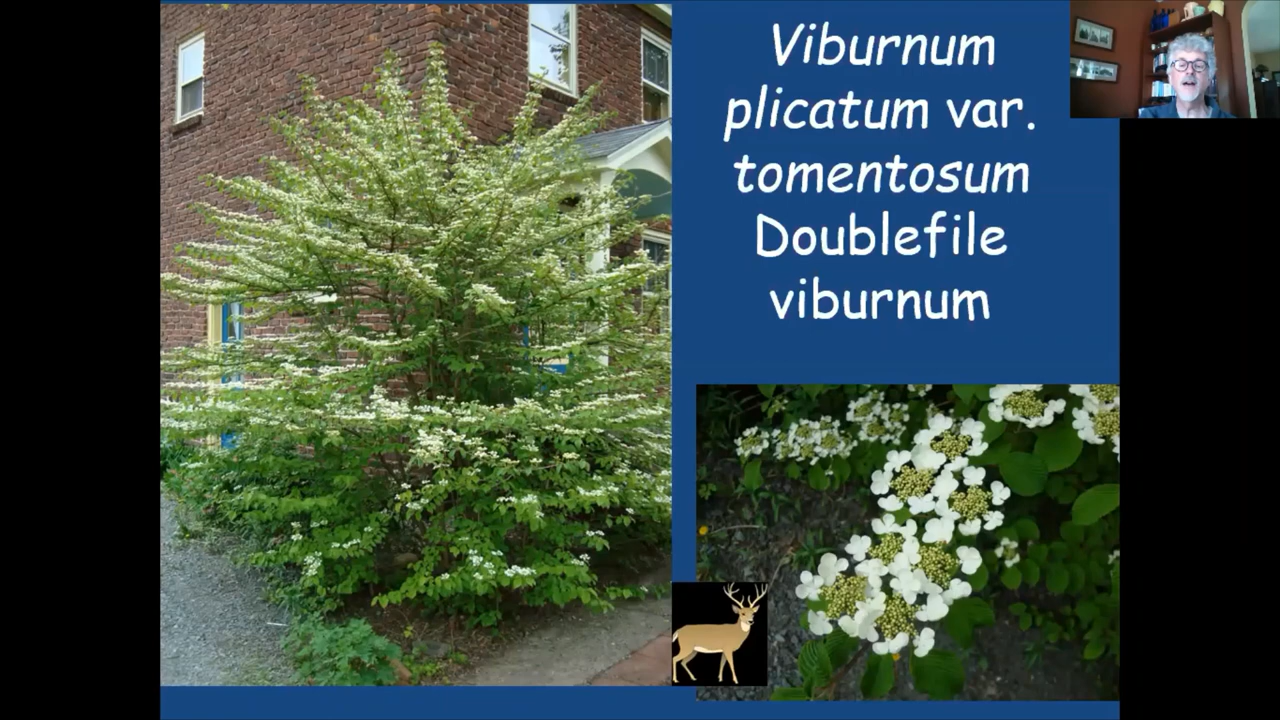 Viburnum
plicatum var.
tomentosum
Doublefile
viburnum